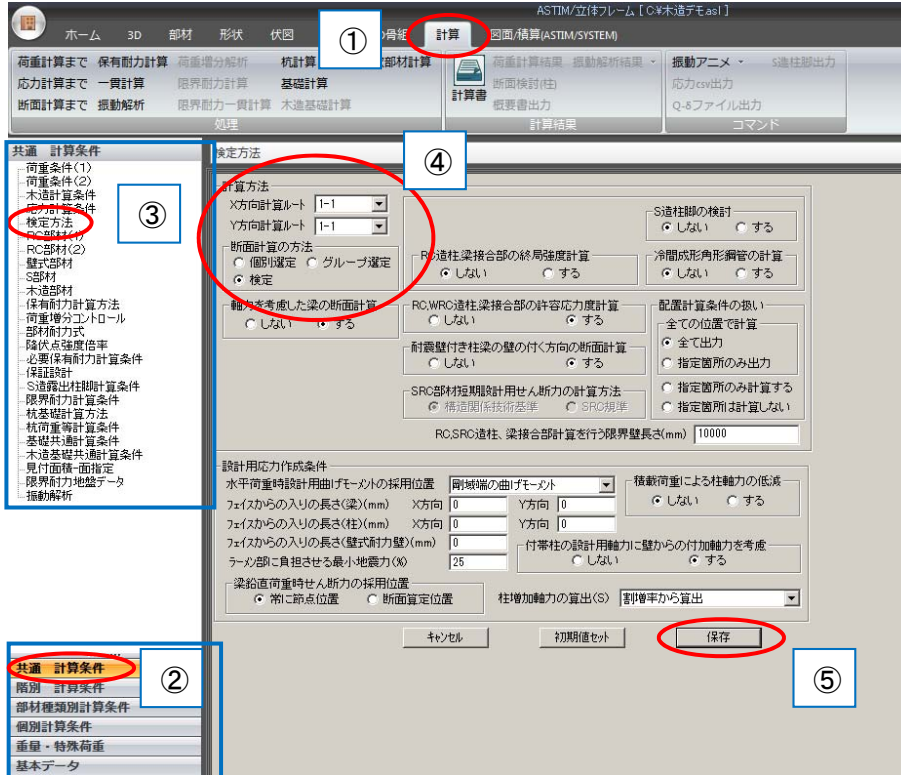 ASTIM/立体フレーム [ C:¥木造デモasl ]
ホーム 3D 部材 形状 伏図 計算 図面/積算(ASTIM/SYSTEM)
①
荷重計算まで 保有耐力計算 荷重増分解析 杭計算 部材計算
応力計算まで 一貫計算 限界耐力計算 基礎計算
断面計算まで 振動解析 限界耐力一貫計算 木造基礎計算
処理
計算書
荷重計算結果 振動解析結果
断面検討(柱)
概要書出力
計算結果
振動アニメ S造柱脚出力
応力csv出力
Q-δファイル出力
コマンド
共通 計算条件
荷重条件(1)
荷重条件(2)
木造計算条件
応力計算条件
検定方法
RC部材(1)
RC部材(2)
壁式部材
S部材
木造部材
保有耐力計算方法
荷重増分コントロール
部材耐力式
降伏点強度倍率
必要保有耐力計算条件
保証設計
S造露出柱脚計算条件
限界耐力計算条件
杭基礎計算方法
杭荷重等計算条件
基礎共通計算条件
木造基礎共通計算条件
見付面積-面指定
限界耐力地盤データ
振動解析
③
共通 計算条件
階別 計算条件
部材種類別計算条件
個別計算条件
重量・特殊荷重
基本データ
②
検定方法
④
計算方法
X方向計算ルート 1-1
Y方向計算ルート 1-1
断面計算の方法
個別選定 グループ選定
検定
軸力を考慮した梁の断面計算
しない する
RC造柱,梁接合部の終局強度計算
しない する
RC,WRC造柱,梁接合部の許容応力度計算
しない する
耐震壁付き柱梁の壁の付く方向の断面計算
しない する
SRC部材短期設計用せん断力の計算方法
構造関係技術基準 SRC規準
S造柱脚の検討
しない する
冷間成形角形鋼管の計算
しない する
配置計算条件の扱い
全ての位置で計算
全て出力
指定箇所のみ出力
指定箇所のみ計算する
指定箇所は計算しない
RC,SRC造柱、梁接合部計算を行う限界壁長さ(mm) 10000
設計用応力作成条件
水平荷重時設計用曲げモーメントの採用位置 剛域端の曲げモーメント
フェイスからの入りの長さ(梁)(mm) X方向 0 Y方向 0
フェイスからの入りの長さ(柱)(mm) X方向 0 Y方向 0
フェイスからの入りの長さ(壁式耐力壁)(mm) 0
ラーメン部に負担させる最小地震力(%) 25
積載荷重による柱軸力の低減
しない する
付帯柱の設計用軸力に壁からの付加軸力を考慮
しない する
梁鉛直荷重時せん断力の採用位置
常に節点位置 断面算定位置
柱増加軸力の算出(S) 割増率から算出
キャンセル 初期値セット 保存
⑤